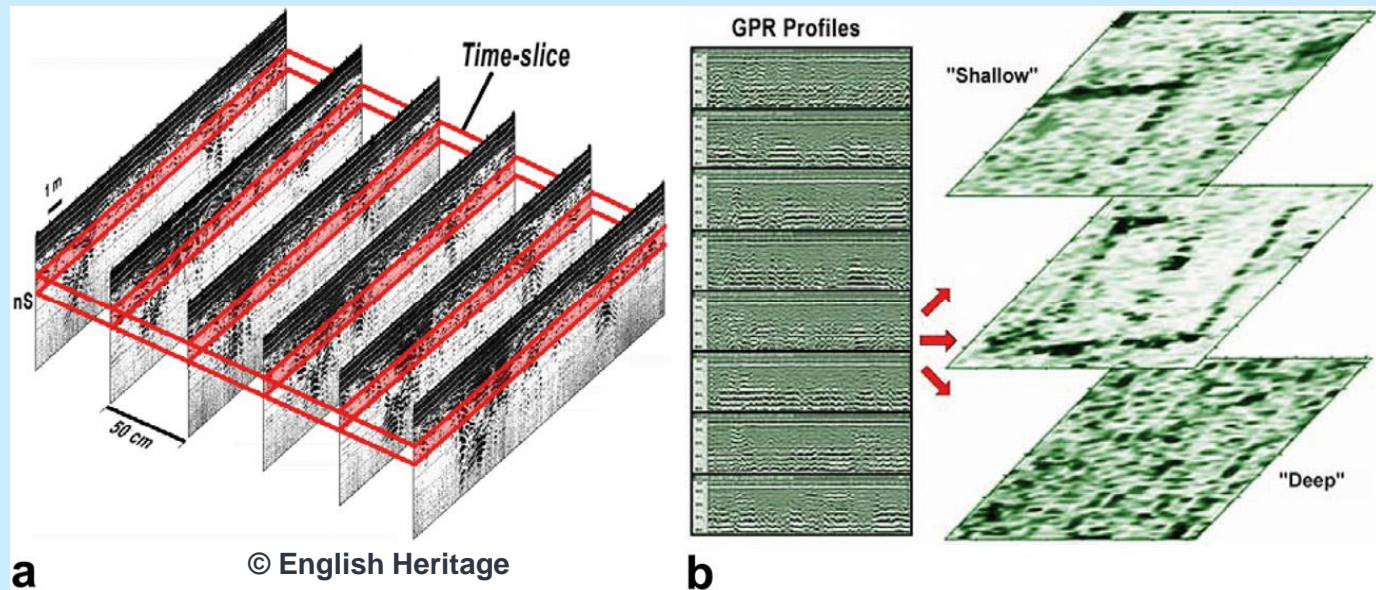 Time-slice
1 m
nS
50 cm
© English Heritage
a
GPR Profiles
"Shallow"
"Deep"
b